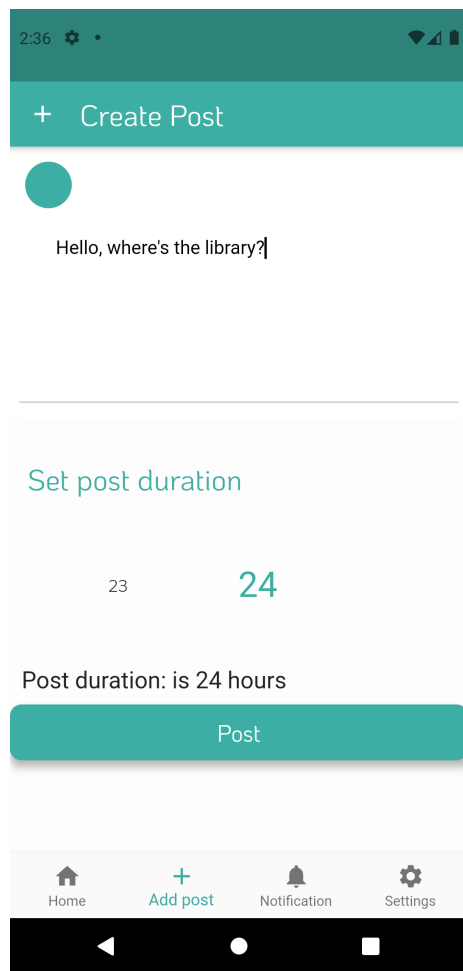 2:36
+ Create Post
Hello, where's the library?
Set post duration
23 24
Post duration: is 24 hours
Post
Home Add post Notification Settings